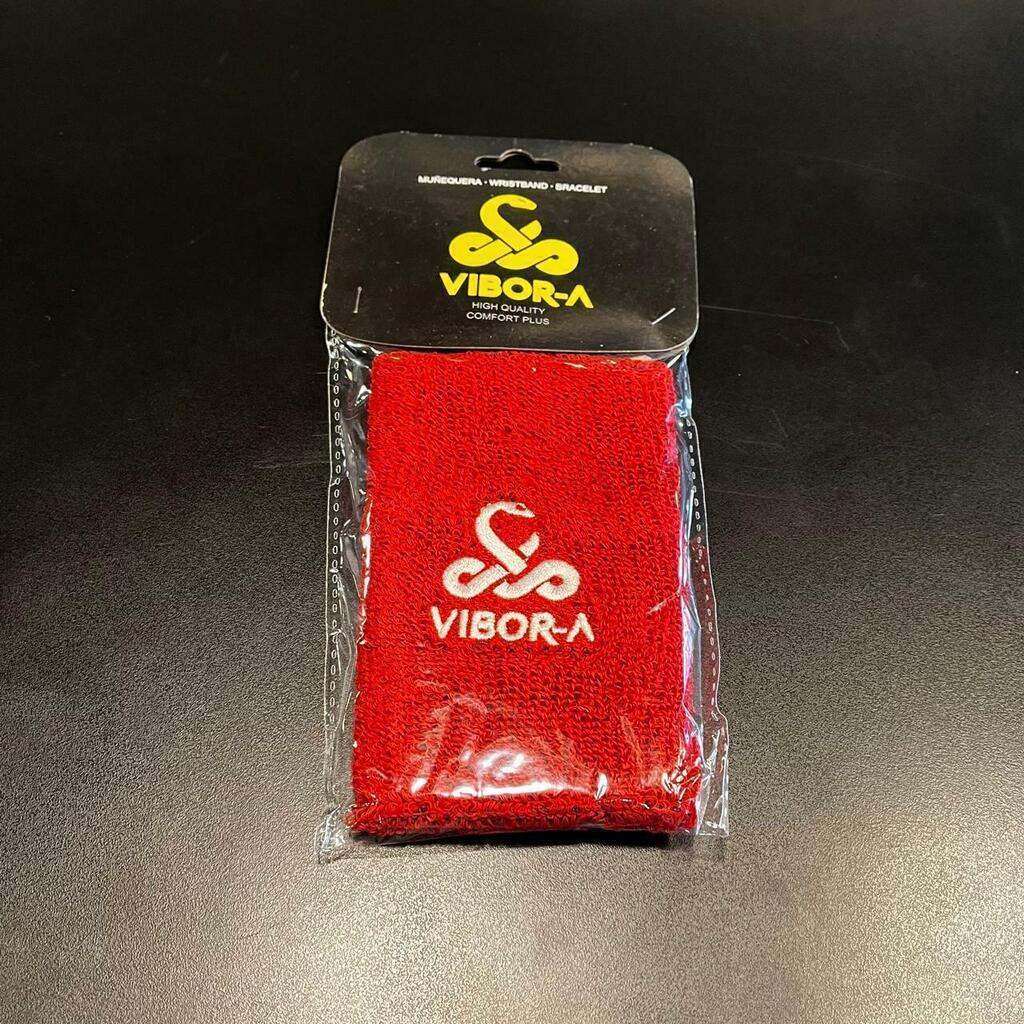 MUÑEQUERA • WRISTBAND • BRACELET
VIBOR-A
HIGH QUALITY
COMFORT PLUS
VIBOR-A